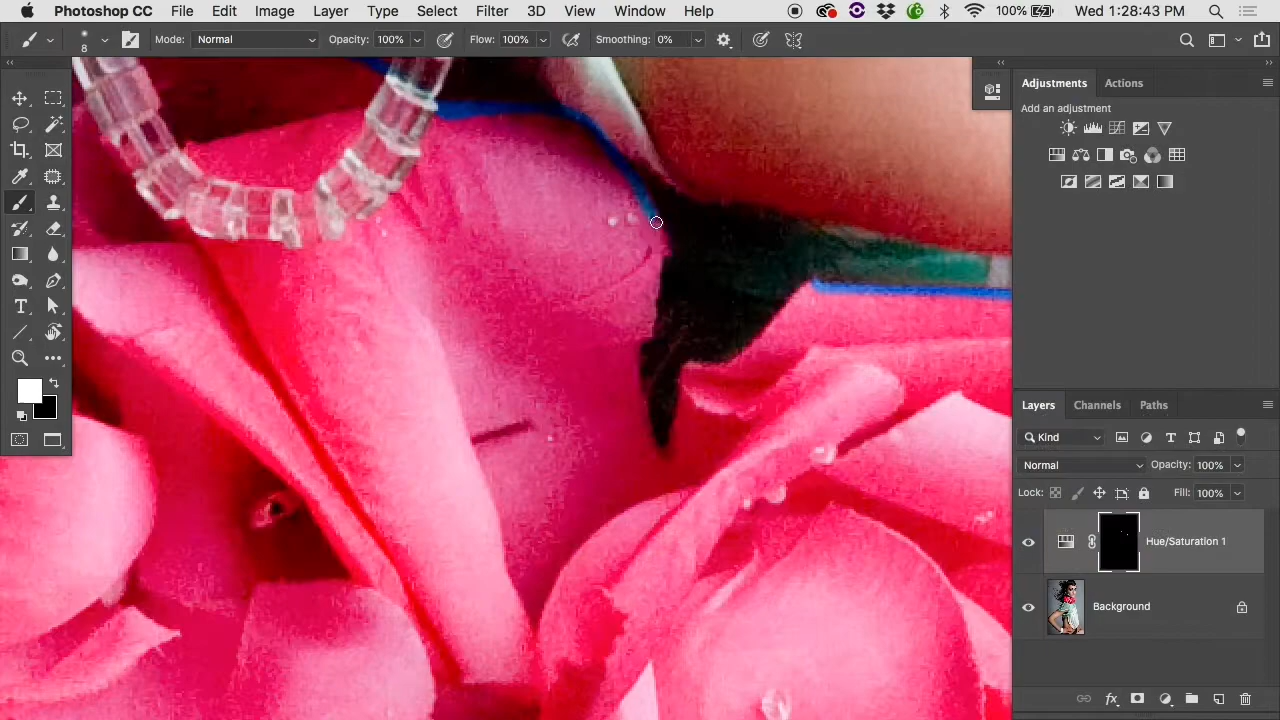 Photoshop CC File Edit Image Layer Type Select Filter 3D View Window Help 100% Wed 1:28:43 PM
8 Mode: Normal Opacity: 100% Flow: 100% Smoothing: 0%
Adjustments Actions
Add an adjustment
Layers Channels Paths
Kind
Normal Opacity: 100%
Lock: Fill: 100%
Hue/Saturation 1
Background